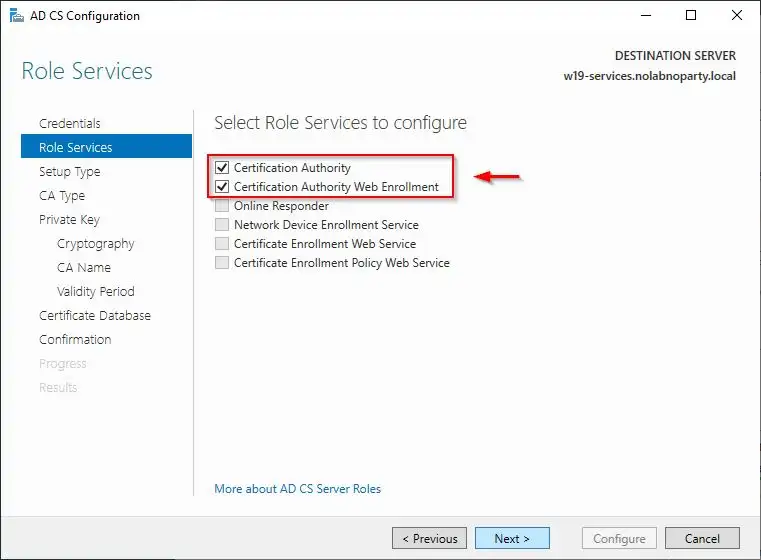 AD CS Configuration
DESTINATION SERVER
w19-services.nolabnoparty.local
Role Services
Credentials
Role Services
Setup Type
CA Type
Private Key
Cryptography
CA Name
Validity Period
Certificate Database
Confirmation
Progress
Results
Select Role Services to configure
Certification Authority
Certification Authority Web Enrollment
Online Responder
Network Device Enrollment Service
Certificate Enrollment Web Service
Certificate Enrollment Policy Web Service
More about AD CS Server Roles
< Previous
Next >
Configure
Cancel